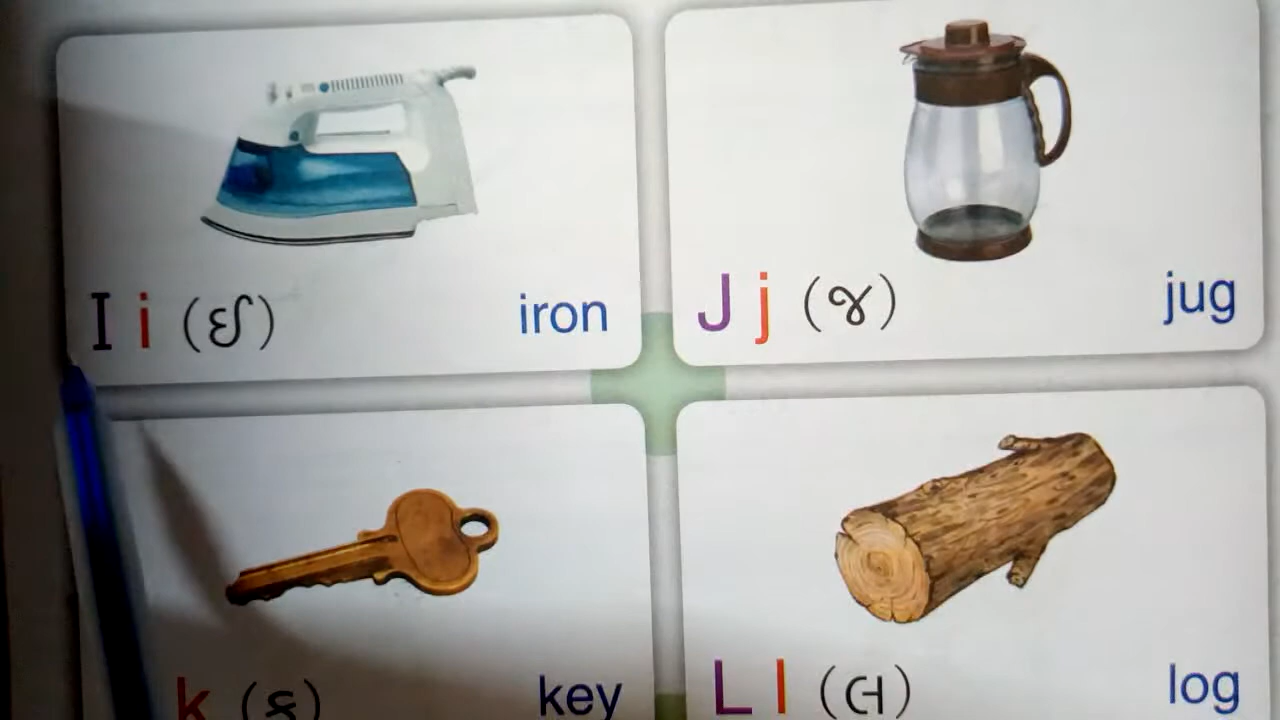 I i (ઈ) iron
J j (જ) jug
k (ક) key
L l (લ) log